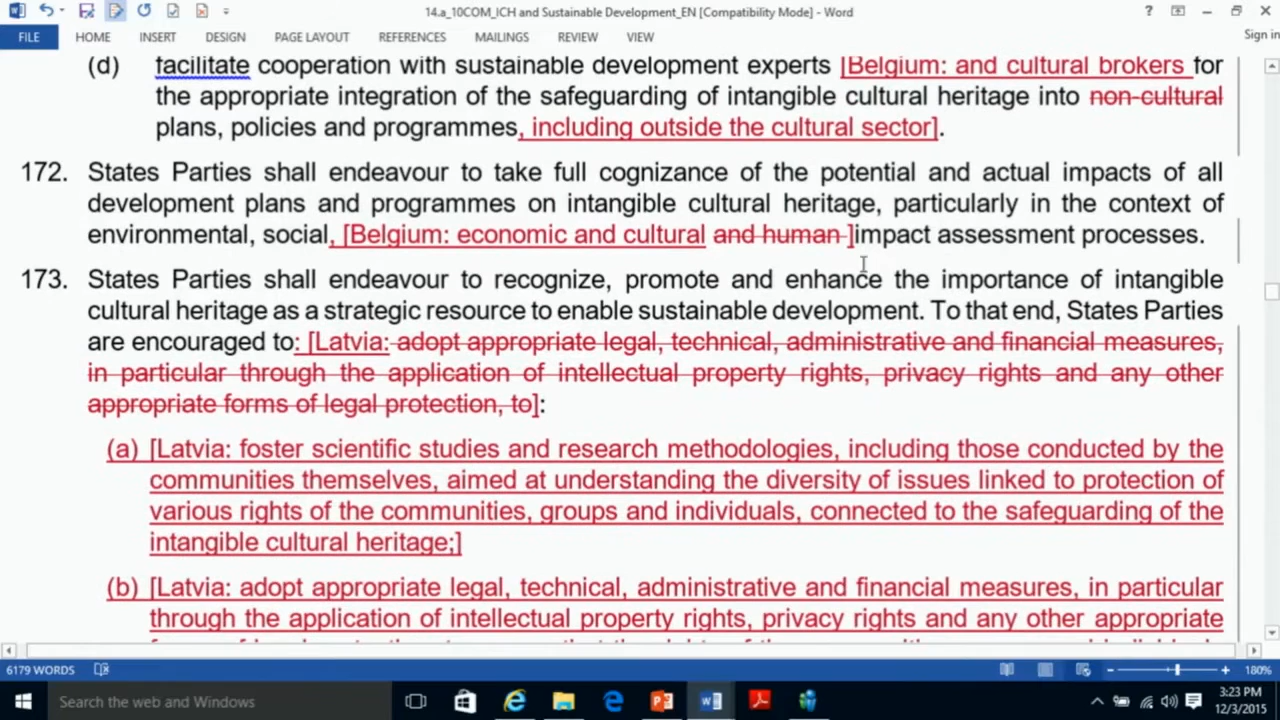 14.a_10COM_ICH and Sustainable Development_EN [Compatibility Mode] - Word
?
FILE HOME INSERT DESIGN PAGE LAYOUT REFERENCES MAILINGS REVIEW VIEW Sign in
(d) facilitate cooperation with sustainable development experts [Belgium: and cultural brokers for
the appropriate integration of the safeguarding of intangible cultural heritage into non-cultural
plans, policies and programmes, including outside the cultural sector].
172. States Parties shall endeavour to take full cognizance of the potential and actual impacts of all
development plans and programmes on intangible cultural heritage, particularly in the context of
environmental, social, [Belgium: economic and cultural and human ]impact assessment processes.
173. States Parties shall endeavour to recognize, promote and enhance the importance of intangible
cultural heritage as a strategic resource to enable sustainable development. To that end, States Parties
are encouraged to: [Latvia: adopt appropriate legal, technical, administrative and financial measures,
in particular through the application of intellectual property rights, privacy rights and any other
appropriate forms of legal protection, to]:
(a) [Latvia: foster scientific studies and research methodologies, including those conducted by the
communities themselves, aimed at understanding the diversity of issues linked to protection of
various rights of the communities, groups and individuals, connected to the safeguarding of the
intangible cultural heritage;]
(b) [Latvia: adopt appropriate legal, technical, administrative and financial measures, in particular
through the application of intellectual property rights, privacy rights and any other appropriate
6179 WORDS 180%
Search the web and Windows
3:23 PM
12/3/2015